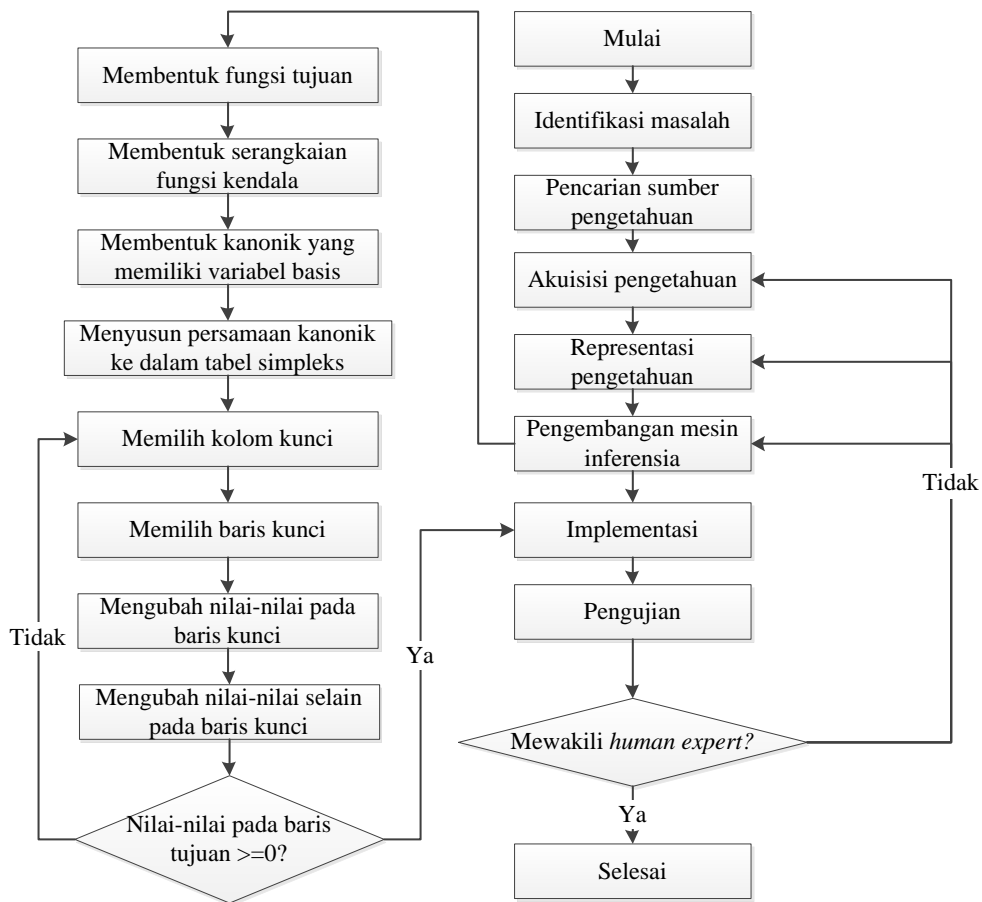 Membentuk fungsi tujuan
Membentuk serangkaian
fungsi kendala
Membentuk kanonik yang
memiliki variabel basis
Menyusun persamaan kanonik
ke dalam tabel simpleks
Memilih kolom kunci
Memilih baris kunci
Mengubah nilai-nilai pada
baris kunci
Tidak
Mengubah nilai-nilai selain
pada baris kunci
Nilai-nilai pada baris
tujuan >=0?
Ya
Mulai
Identifikasi masalah
Pencarian sumber
pengetahuan
Akuisisi pengetahuan
Representasi
pengetahuan
Pengembangan mesin
inferensia
Tidak
Implementasi
Pengujian
Mewakili human expert?
Ya
Selesai